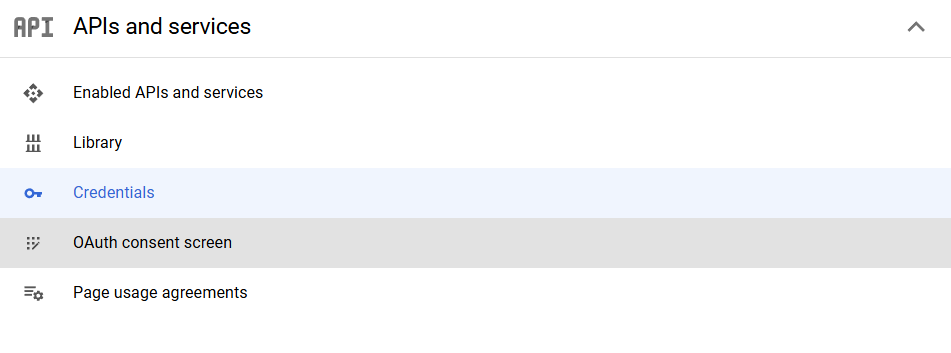 API APIs and services
Enabled APIs and services
Library
Credentials
OAuth consent screen
Page usage agreements